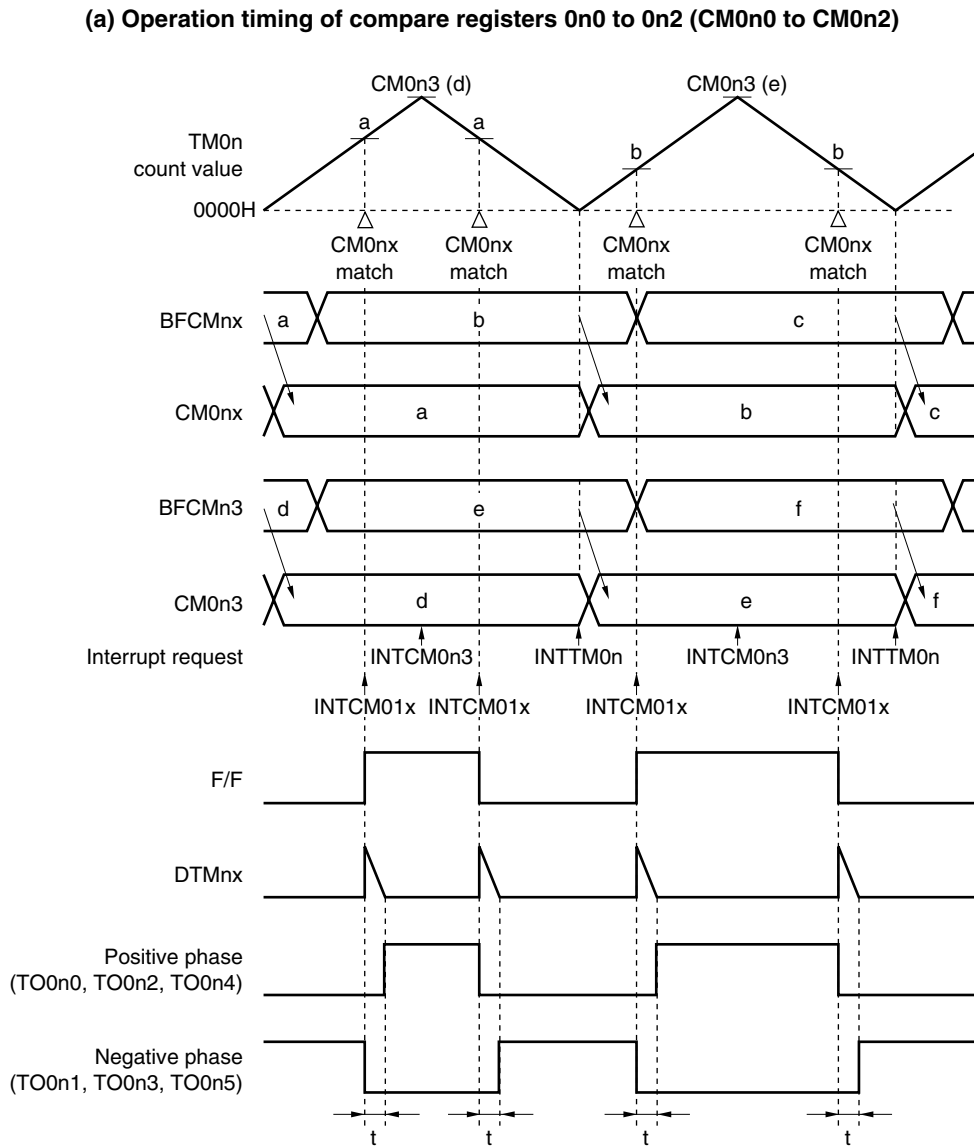 (a) Operation timing of compare registers 0n0 to 0n2 (CM0n0 to CM0n2)
CM0n3 (d)
CM0n3 (e)
a
a
b
b
TM0n
count value
0000H
CM0nx
match
CM0nx
match
CM0nx
match
CM0nx
match
BFCMnx
a
b
c
CM0nx
a
b
c
BFCMn3
d
e
f
CM0n3
d
e
f
Interrupt request
INTCM0n3
INTTM0n
INTCM0n3
INTTM0n
INTCM01x
INTCM01x
INTCM01x
INTCM01x
F/F
DTMnx
Positive phase
(TO0n0, TO0n2, TO0n4)
Negative phase
(TO0n1, TO0n3, TO0n5)
t
t
t
t